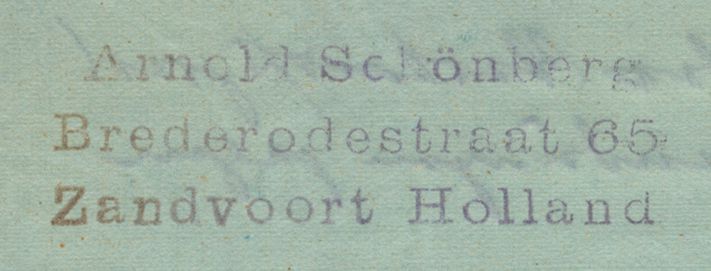 Arnold Schönberg
Brederodestraat 65
Zandvoort Holland